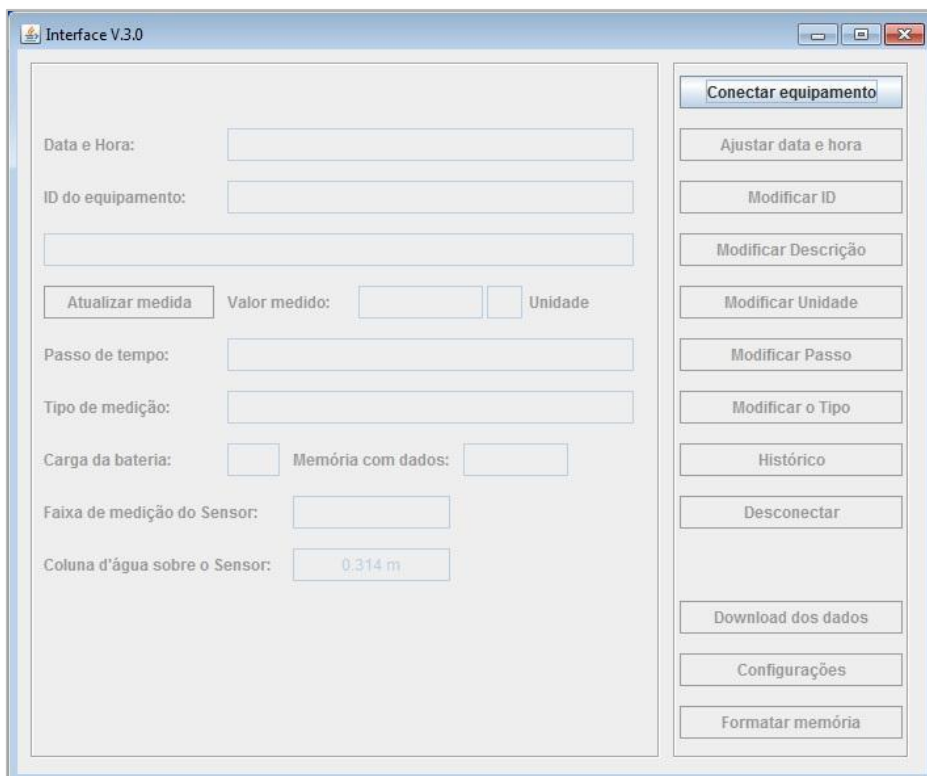 Interface V.3.0
Conectar equipamento
Data e Hora:
Ajustar data e hora
ID do equipamento:
Modificar ID
Modificar Descrição
Atualizar medida Valor medido: Unidade
Modificar Unidade
Passo de tempo:
Modificar Passo
Tipo de medição:
Modificar o Tipo
Carga da bateria: Memória com dados:
Histórico
Faixa de medição do Sensor:
Desconectar
Coluna d'água sobre o Sensor: 0.314 m
Download dos dados
Configurações
Formatar memória